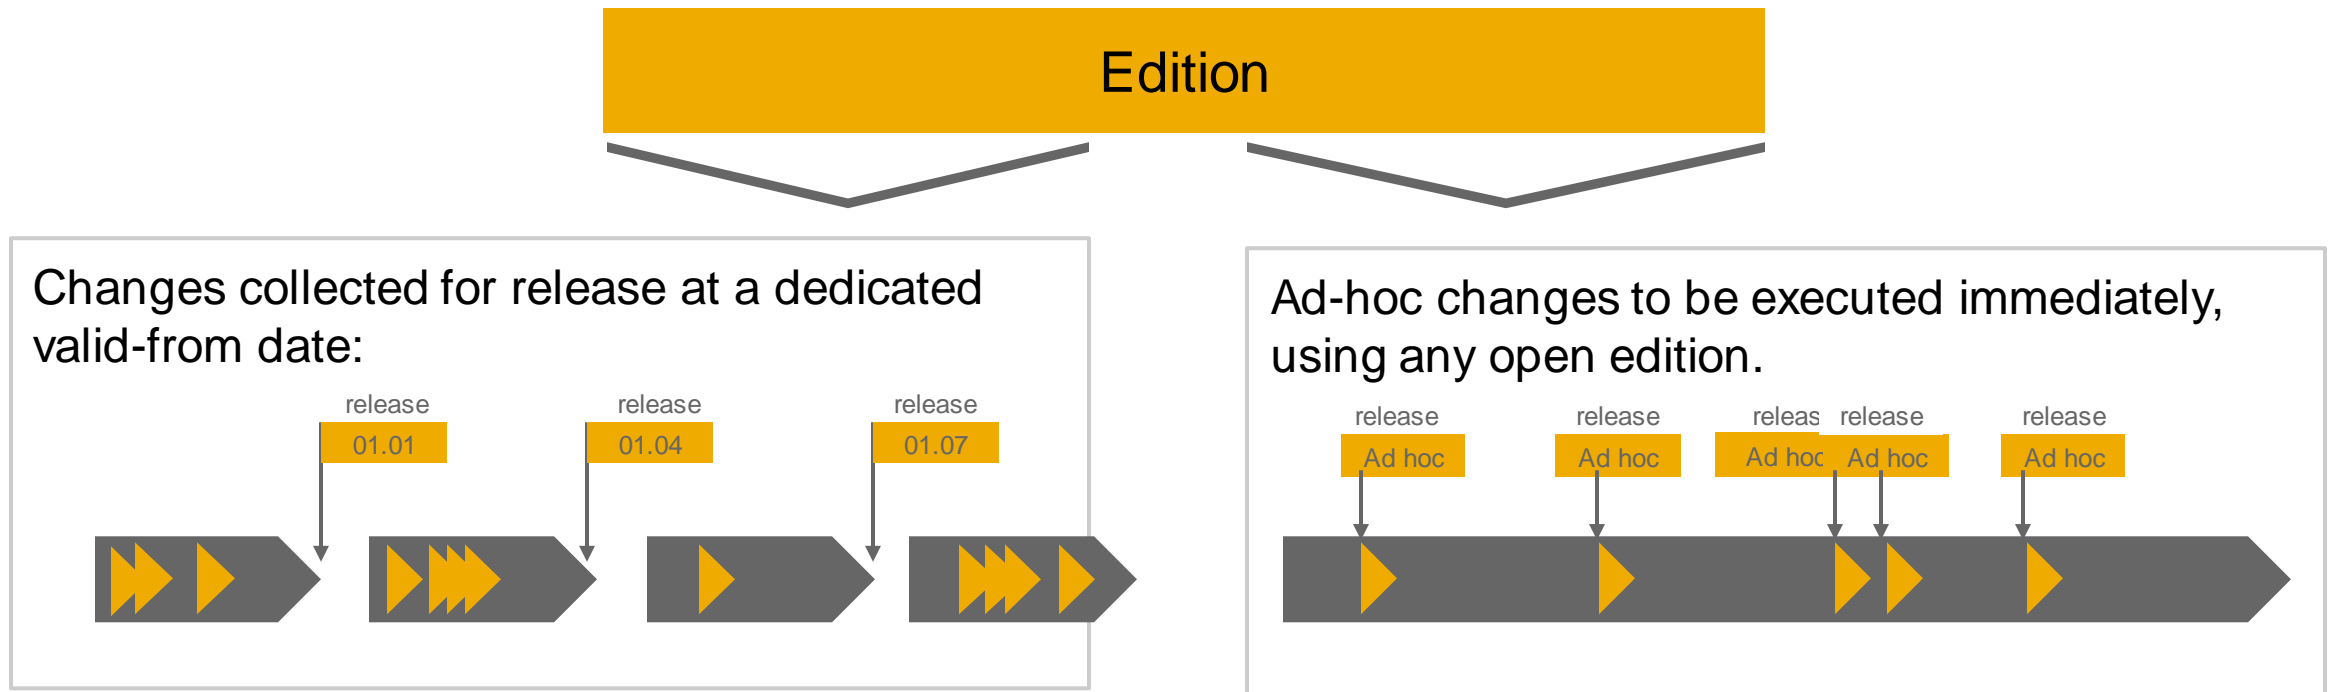 Edition
Changes collected for release at a dedicated
valid-from date:
release
01.01
release
01.04
release
01.07
Ad-hoc changes to be executed immediately,
using any open edition.
release
Ad hoc
release
Ad hoc
releas
Ad hoc
release
Ad hoc
release
Ad hoc